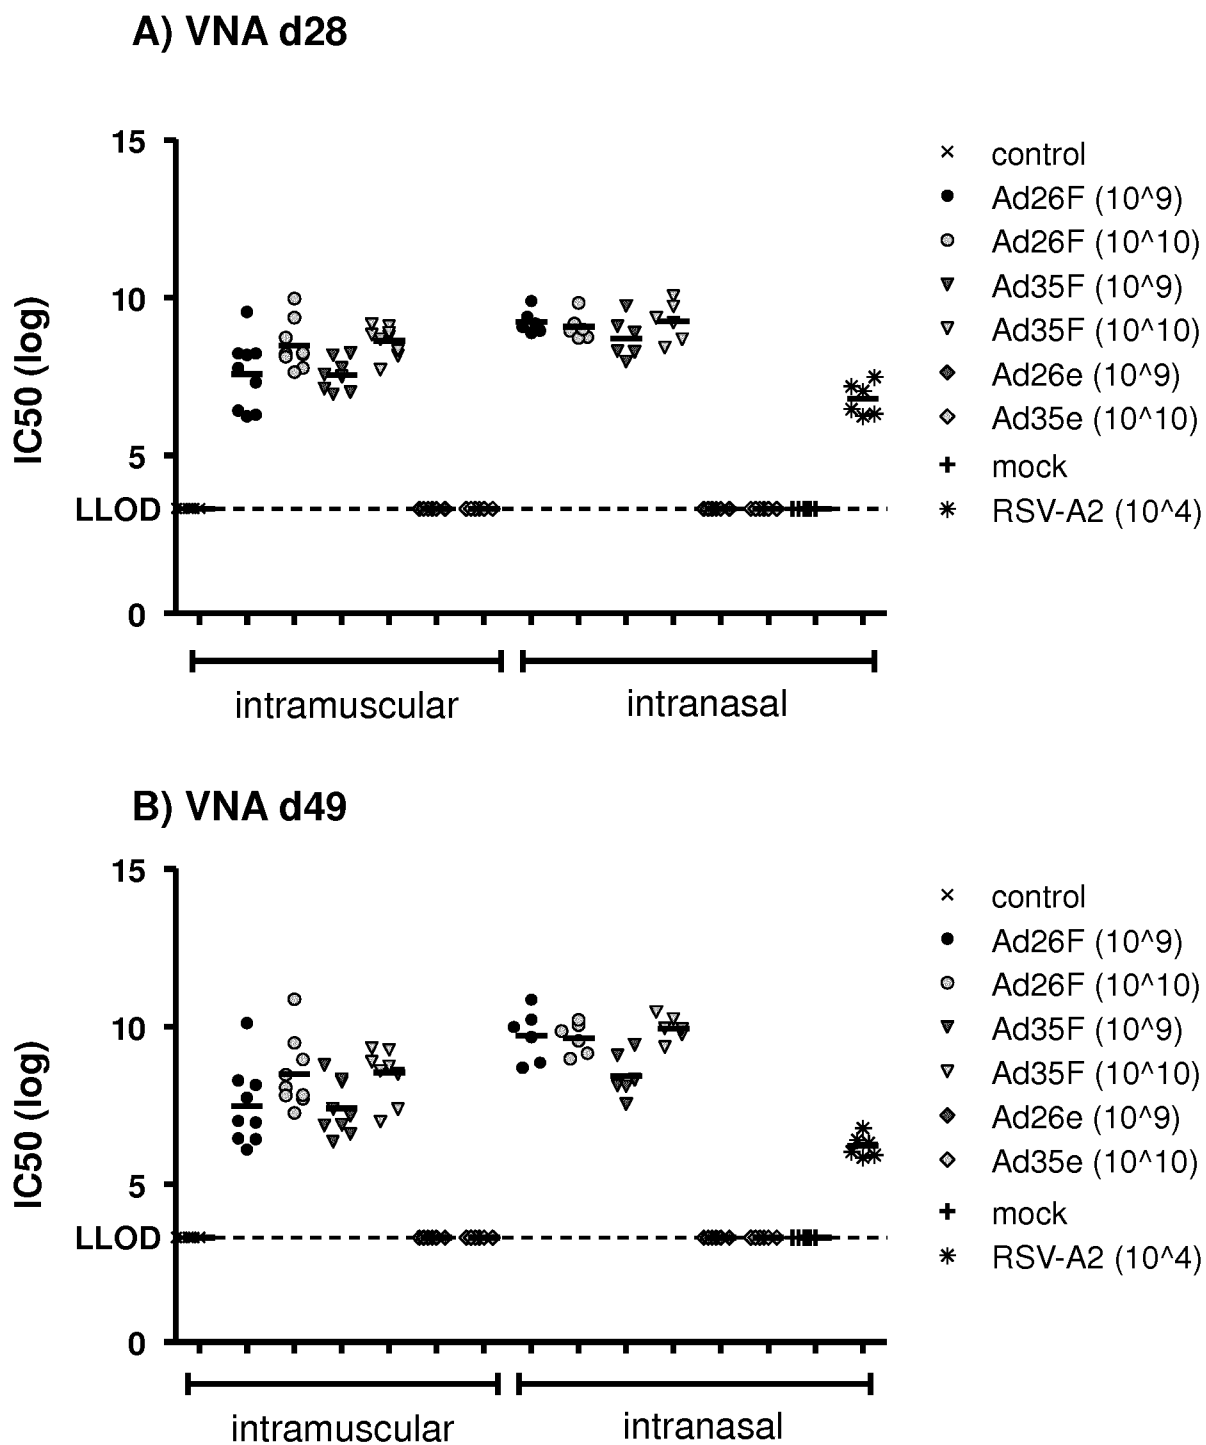 A) VNA d28
15
10
5
LLOD
0
IC50 (log)
control
Ad26F (10^9)
Ad26F (10^10)
Ad35F (10^9)
Ad35F (10^10)
Ad26e (10^9)
Ad35e (10^10)
mock
RSV-A2 (10^4)
intramuscular
intranasal
B) VNA d49
15
10
5
LLOD
0
IC50 (log)
control
Ad26F (10^9)
Ad26F (10^10)
Ad35F (10^9)
Ad35F (10^10)
Ad26e (10^9)
Ad35e (10^10)
mock
RSV-A2 (10^4)
intramuscular
intranasal